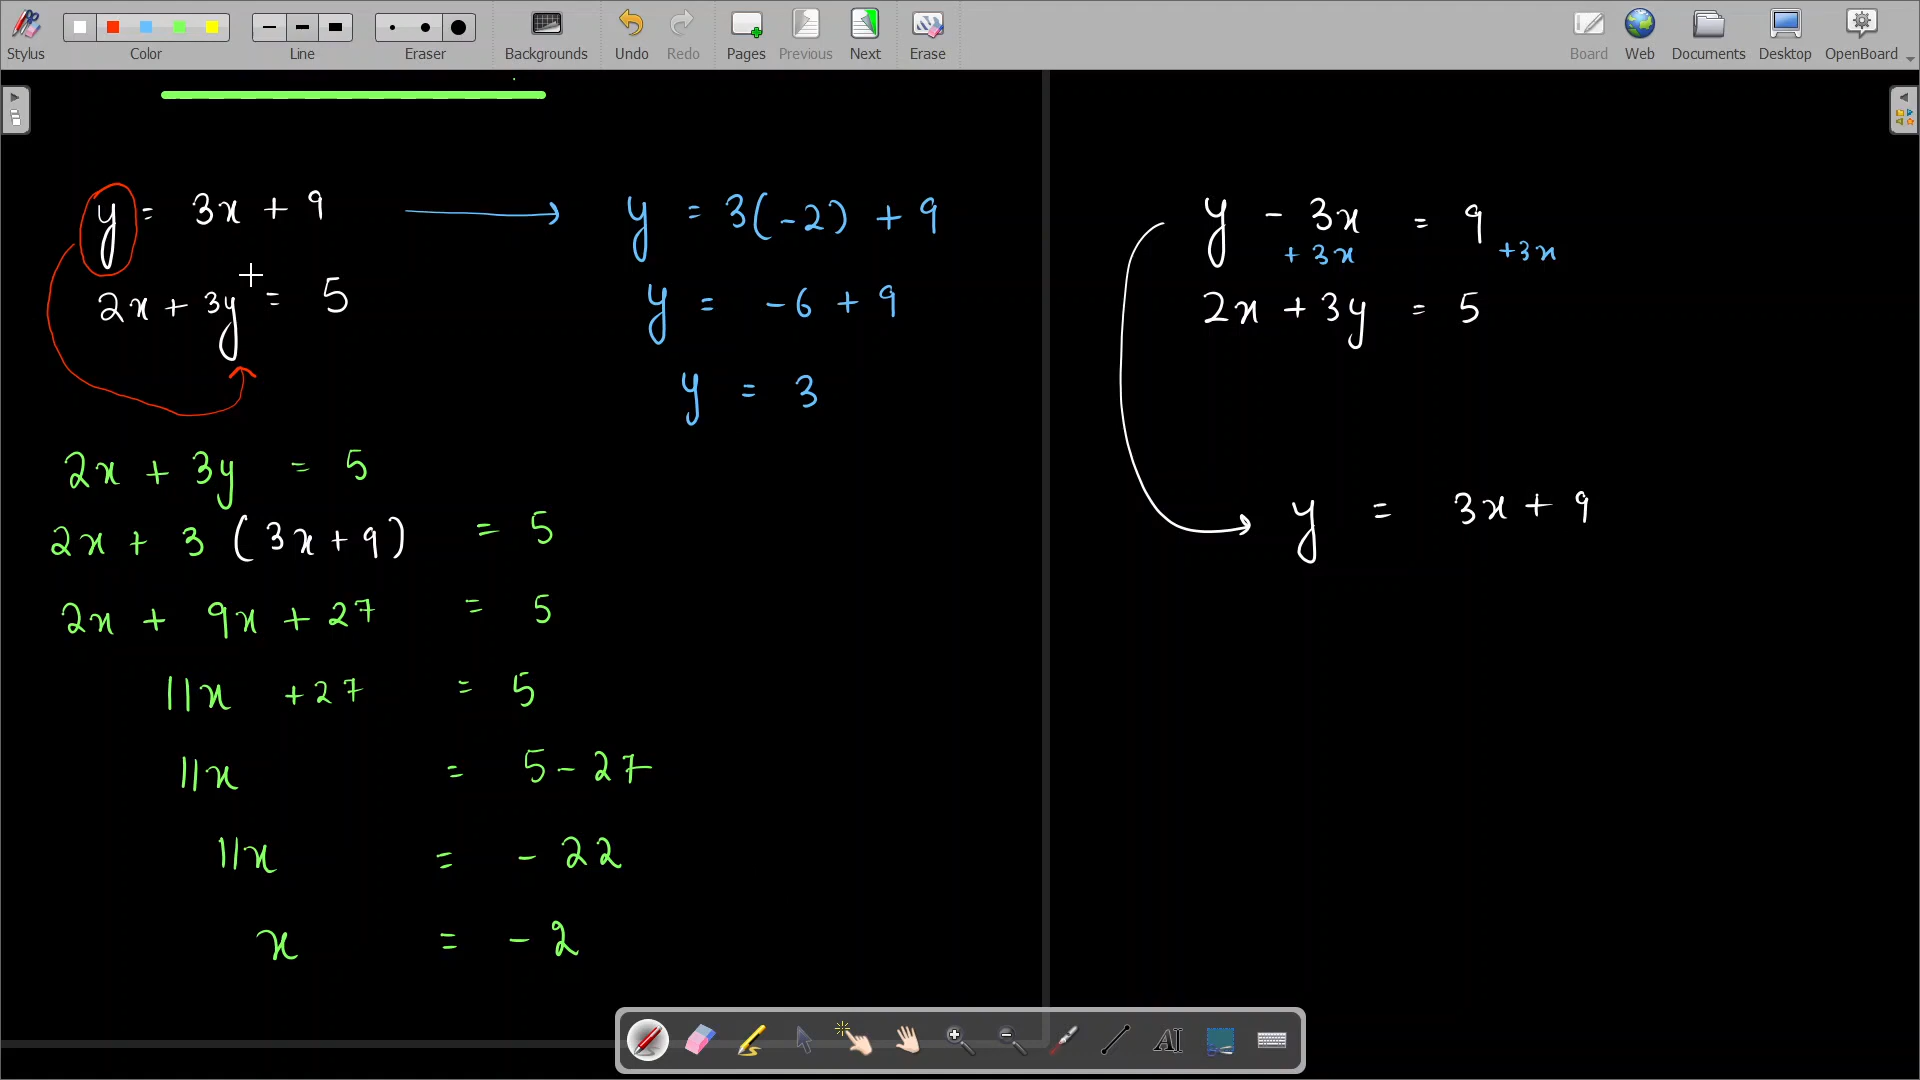 Stylus Color Line Eraser Backgrounds Undo Redo Pages Previous Next Erase Board Web Documents Desktop OpenBoard
y = 3x + 9
2x + 3y = 5
2x + 3y = 5
2x + 3 (3x + 9) = 5
2x + 9x + 27 = 5
11x + 27 = 5
11x = 5 - 27
11x = - 22
x = - 2
y = 3(-2) + 9
y = -6 + 9
y = 3
y - 3x = 9
+ 3x +3x
2x + 3y = 5
y = 3x + 9
AI